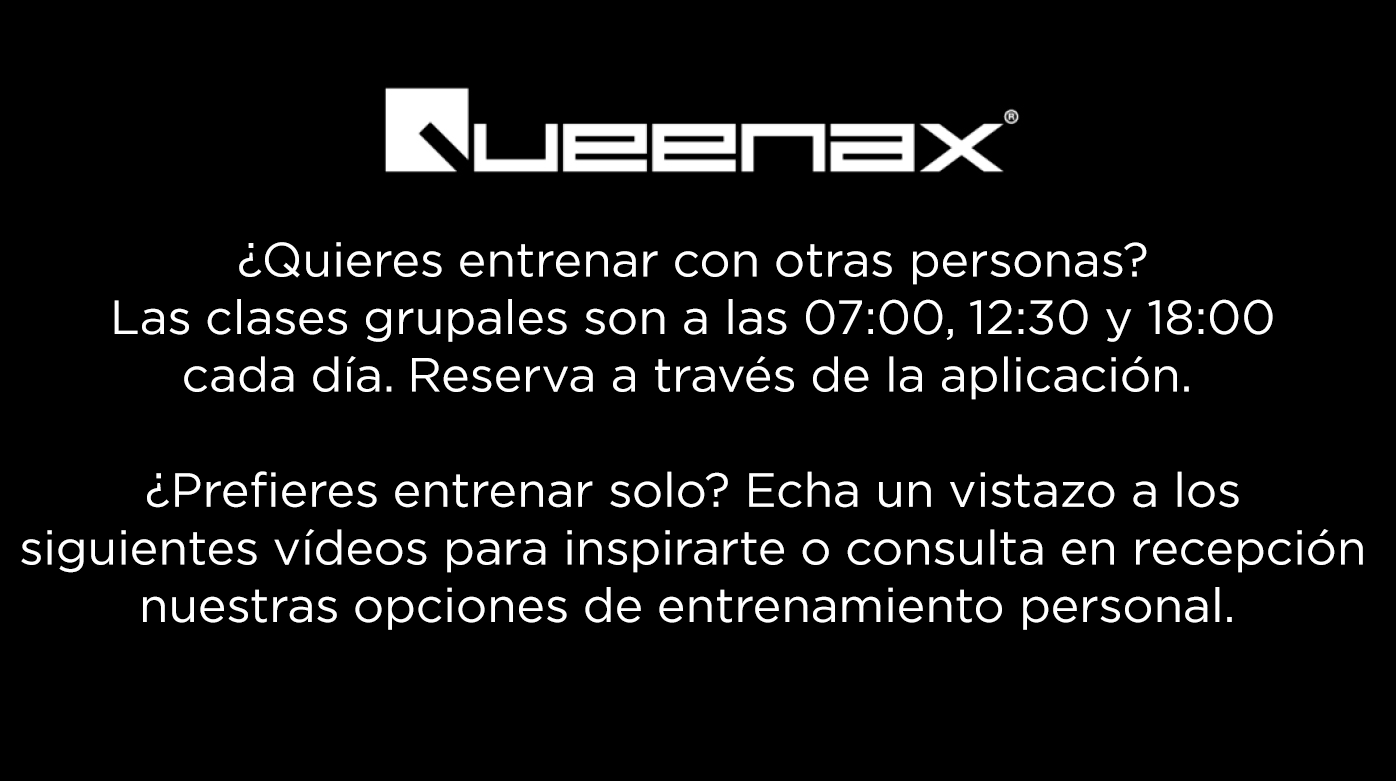 Queenax®
¿Quieres entrenar con otras personas?
Las clases grupales son a las 07:00, 12:30 y 18:00
cada día. Reserva a través de la aplicación.
¿Prefieres entrenar solo? Echa un vistazo a los
siguientes vídeos para inspirarte o consulta en recepción
nuestras opciones de entrenamiento personal.